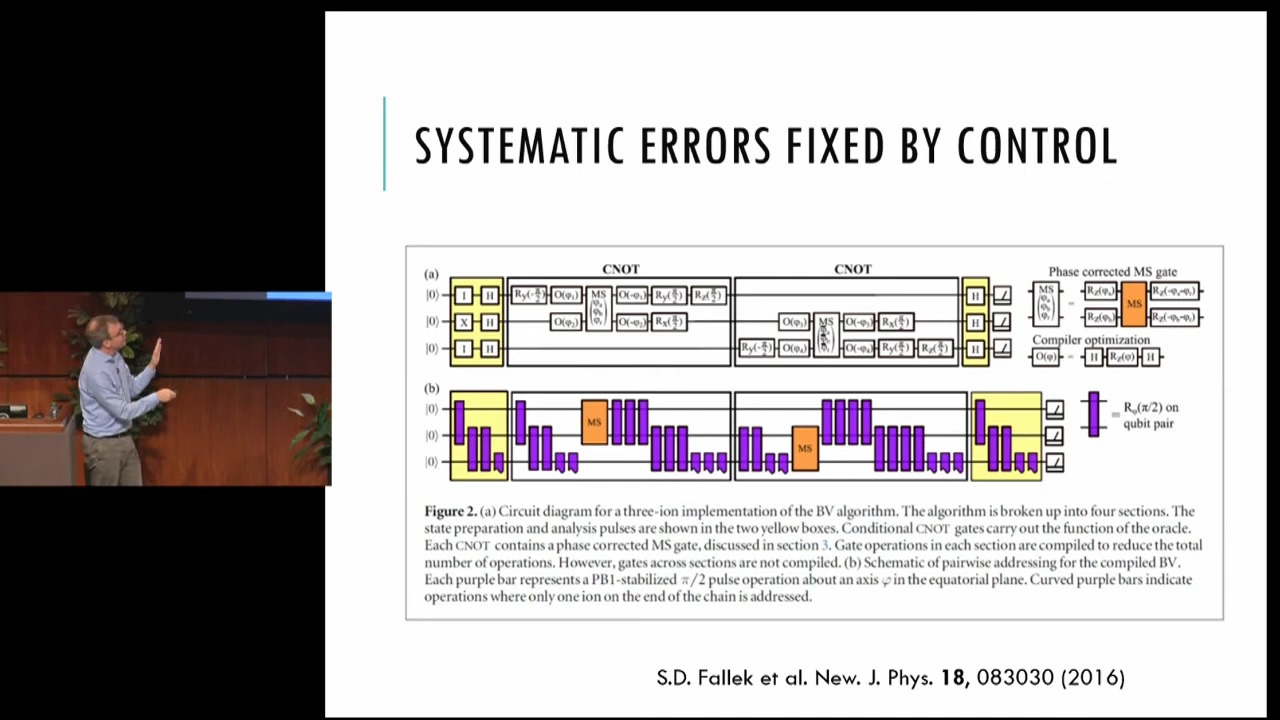 SYSTEMATIC ERRORS FIXED BY CONTROL
(a) CNOT CNOT Phase corrected MS gate
Compiler optimization
(b)
MS
MS
qubit pair
Figure 2. (a) Circuit diagram for a three-ion implementation of the BV algorithm. The algorithm is broken up into four sections. The
state preparation and analysis pulses are shown in the two yellow boxes. Conditional CNOT gates carry out the function of the oracle.
Each CNOT contains a phase corrected MS gate, discussed in section 3. Gate operations in each section are compiled to reduce the total
number of operations. However, gates across sections are not compiled. (b) Schematic of pairwise addressing for the compiled BV.
Each purple bar represents a PB1-stabilized π/2 pulse operation about an axis φ in the equatorial plane. Curved purple bars indicate
operations where only one ion on the end of the chain is addressed.
S.D. Fallek et al. New. J. Phys. 18, 083030 (2016)